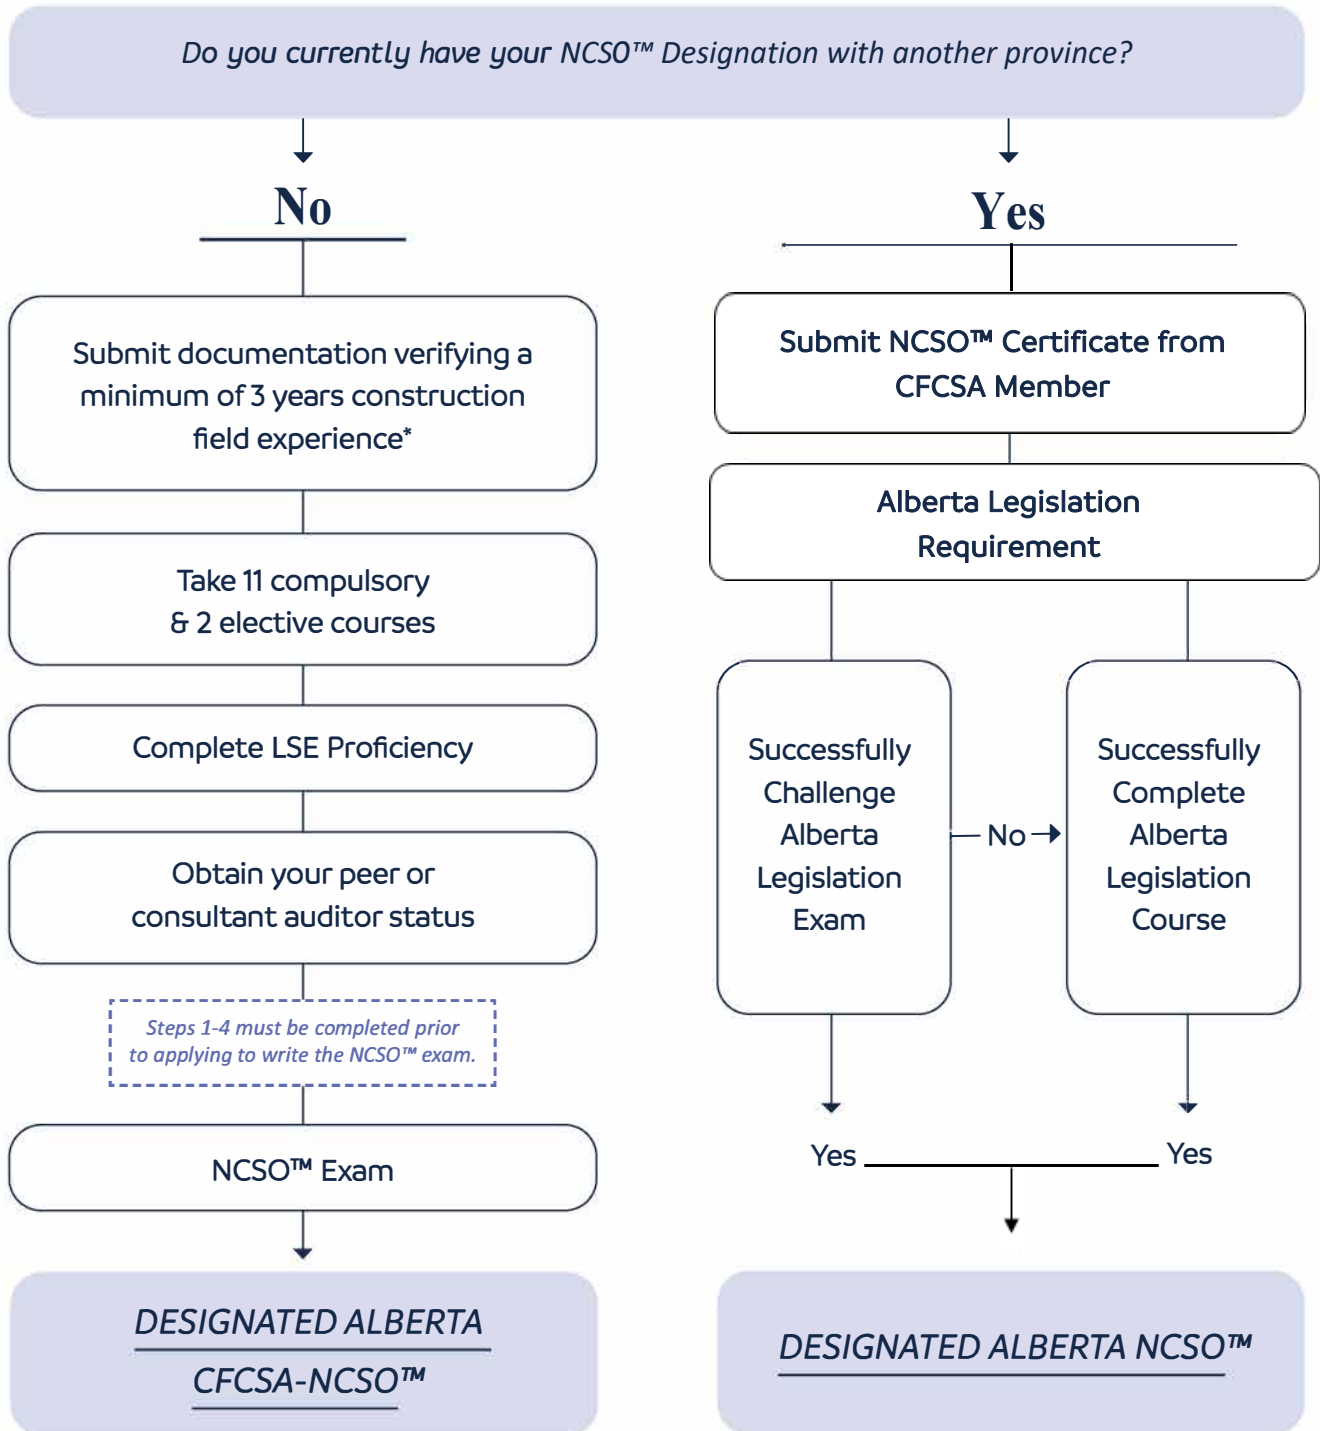 Do you currently have your NCSO™ Designation with another province?
No
Submit documentation verifying a
minimum of 3 years construction
field experience*
Take 11 compulsory
& 2 elective courses
Complete LSE Proficiency
Obtain your peer or
consultant auditor status
Steps 1-4 must be completed prior
to applying to write the NCSO™ exam.
NCSO™ Exam
DESIGNATED ALBERTA
CFCSA-NCSO™
Yes
Submit NCSO™ Certificate from
CFCSA Member
Alberta Legislation
Requirement
Successfully
Challenge
Alberta
Legislation
Exam
No
Successfully
Complete
Alberta
Legislation
Course
Yes
Yes
DESIGNATED ALBERTA NCSO™